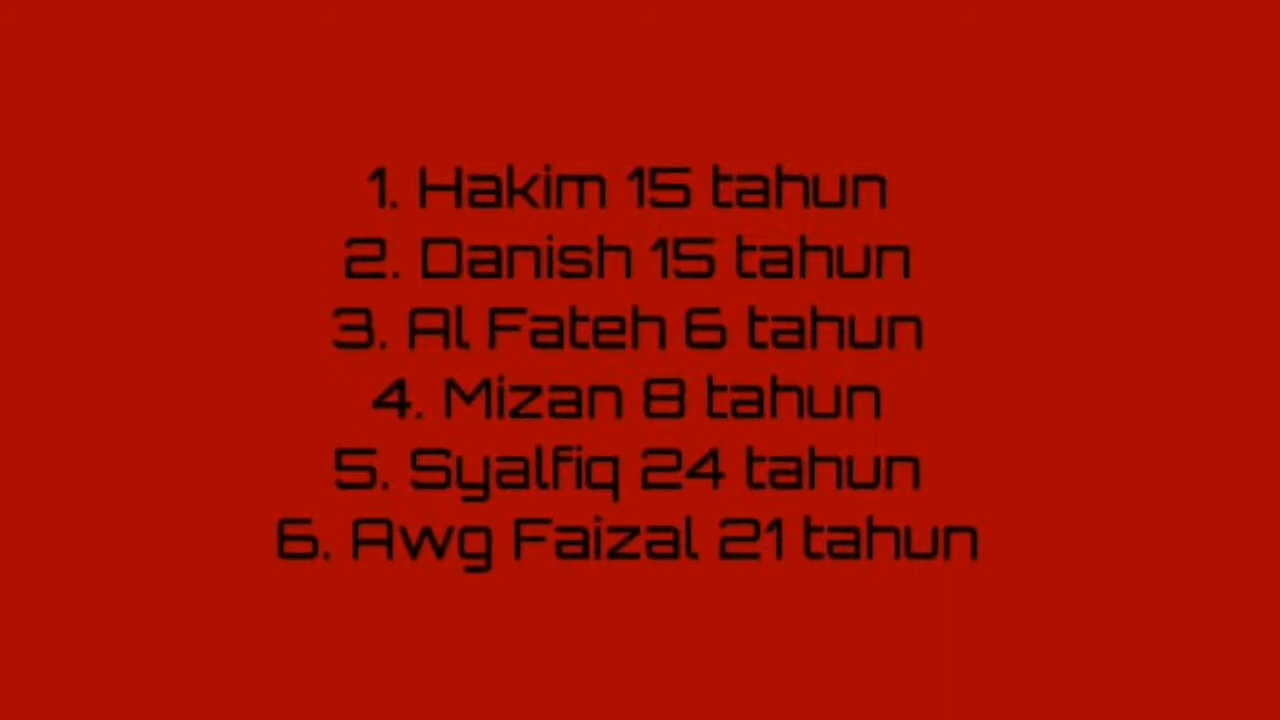 1. Hakim 15 tahun
2. Danish 15 tahun
3. Al Fateh 6 tahun
4. Mizan 8 tahun
5. Syalfiq 24 tahun
6. Awg Faizal 21 tahun